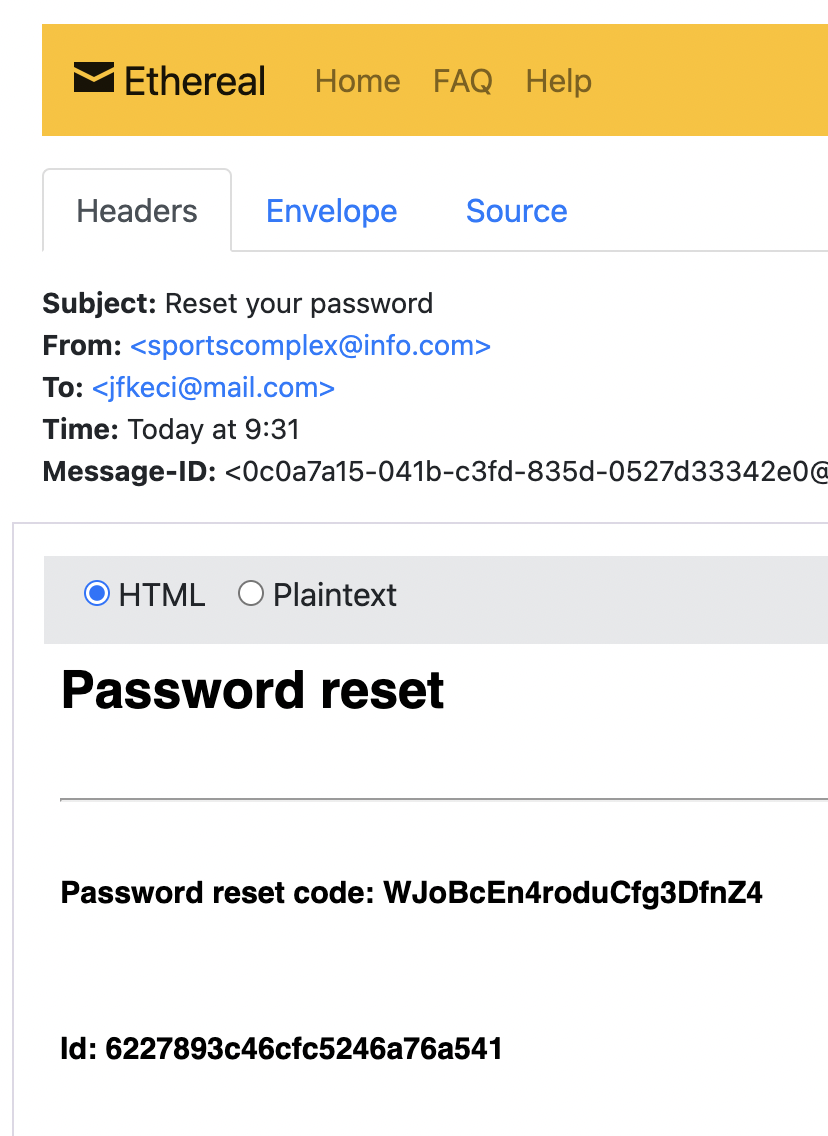 Ethereal Home FAQ Help
Headers Envelope Source
Subject: Reset your password
From: <sportscomplex@info.com>
To: <jfkeci@mail.com>
Time: Today at 9:31
Message-ID: <0c0a7a15-041b-c3fd-835d-0527d33342e0@
HTML Plaintext
Password reset
Password reset code: WJoBcEn4roduCfg3DfnZ4
Id: 6227893c46cfc5246a76a541